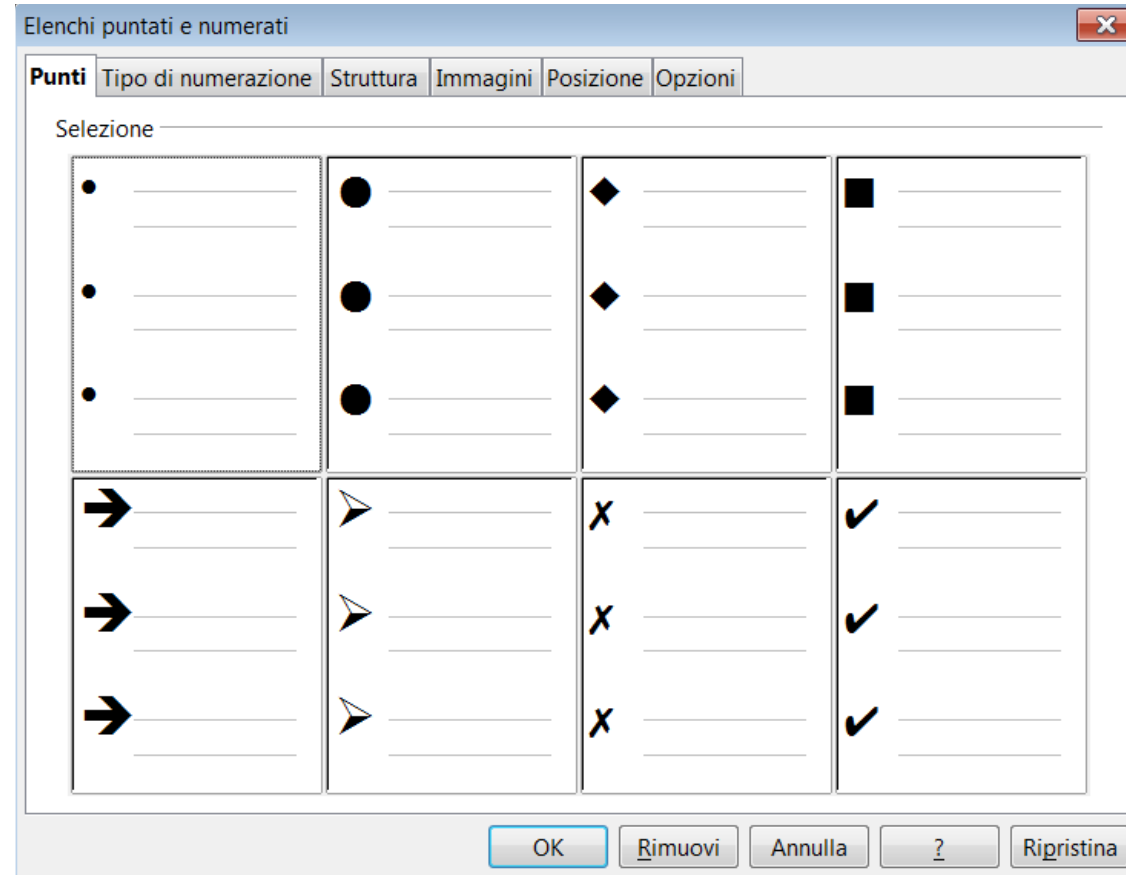 Elenchi puntati e numerati
Punti Tipo di numerazione Struttura Immagini Posizione Opzioni
Selezione
OK Rimuovi Annulla ? Ripristina